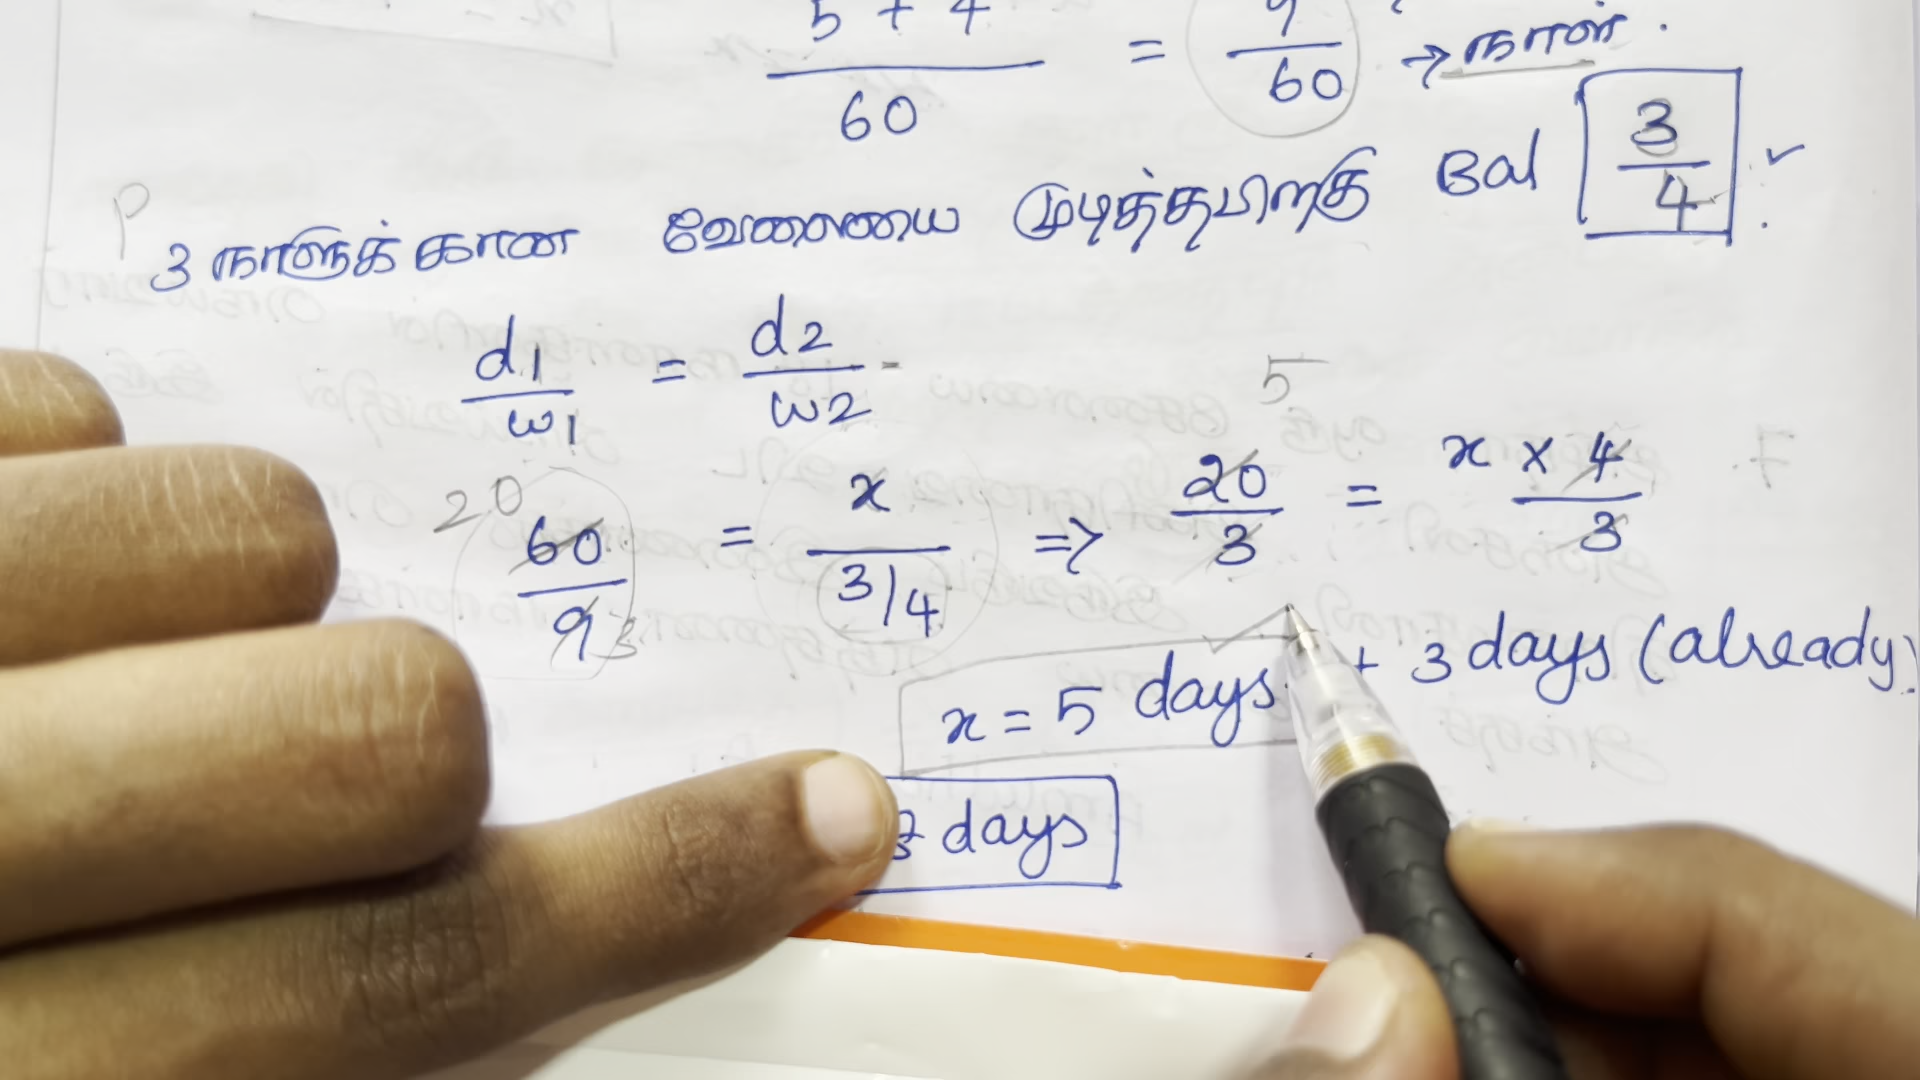 5 + 4 / 60 = 9 / 60 → நாள்.
3 நாளுக்கான வேலையை முடித்தபிறகு Bal 3/4 ✓
d1 / w1 = d2 / w2
20 60 / 9 3 = x / 3/4 ⇒ 5 20 / 3 = x × 4 / 3
x = 5 days + 3 days (already)
days